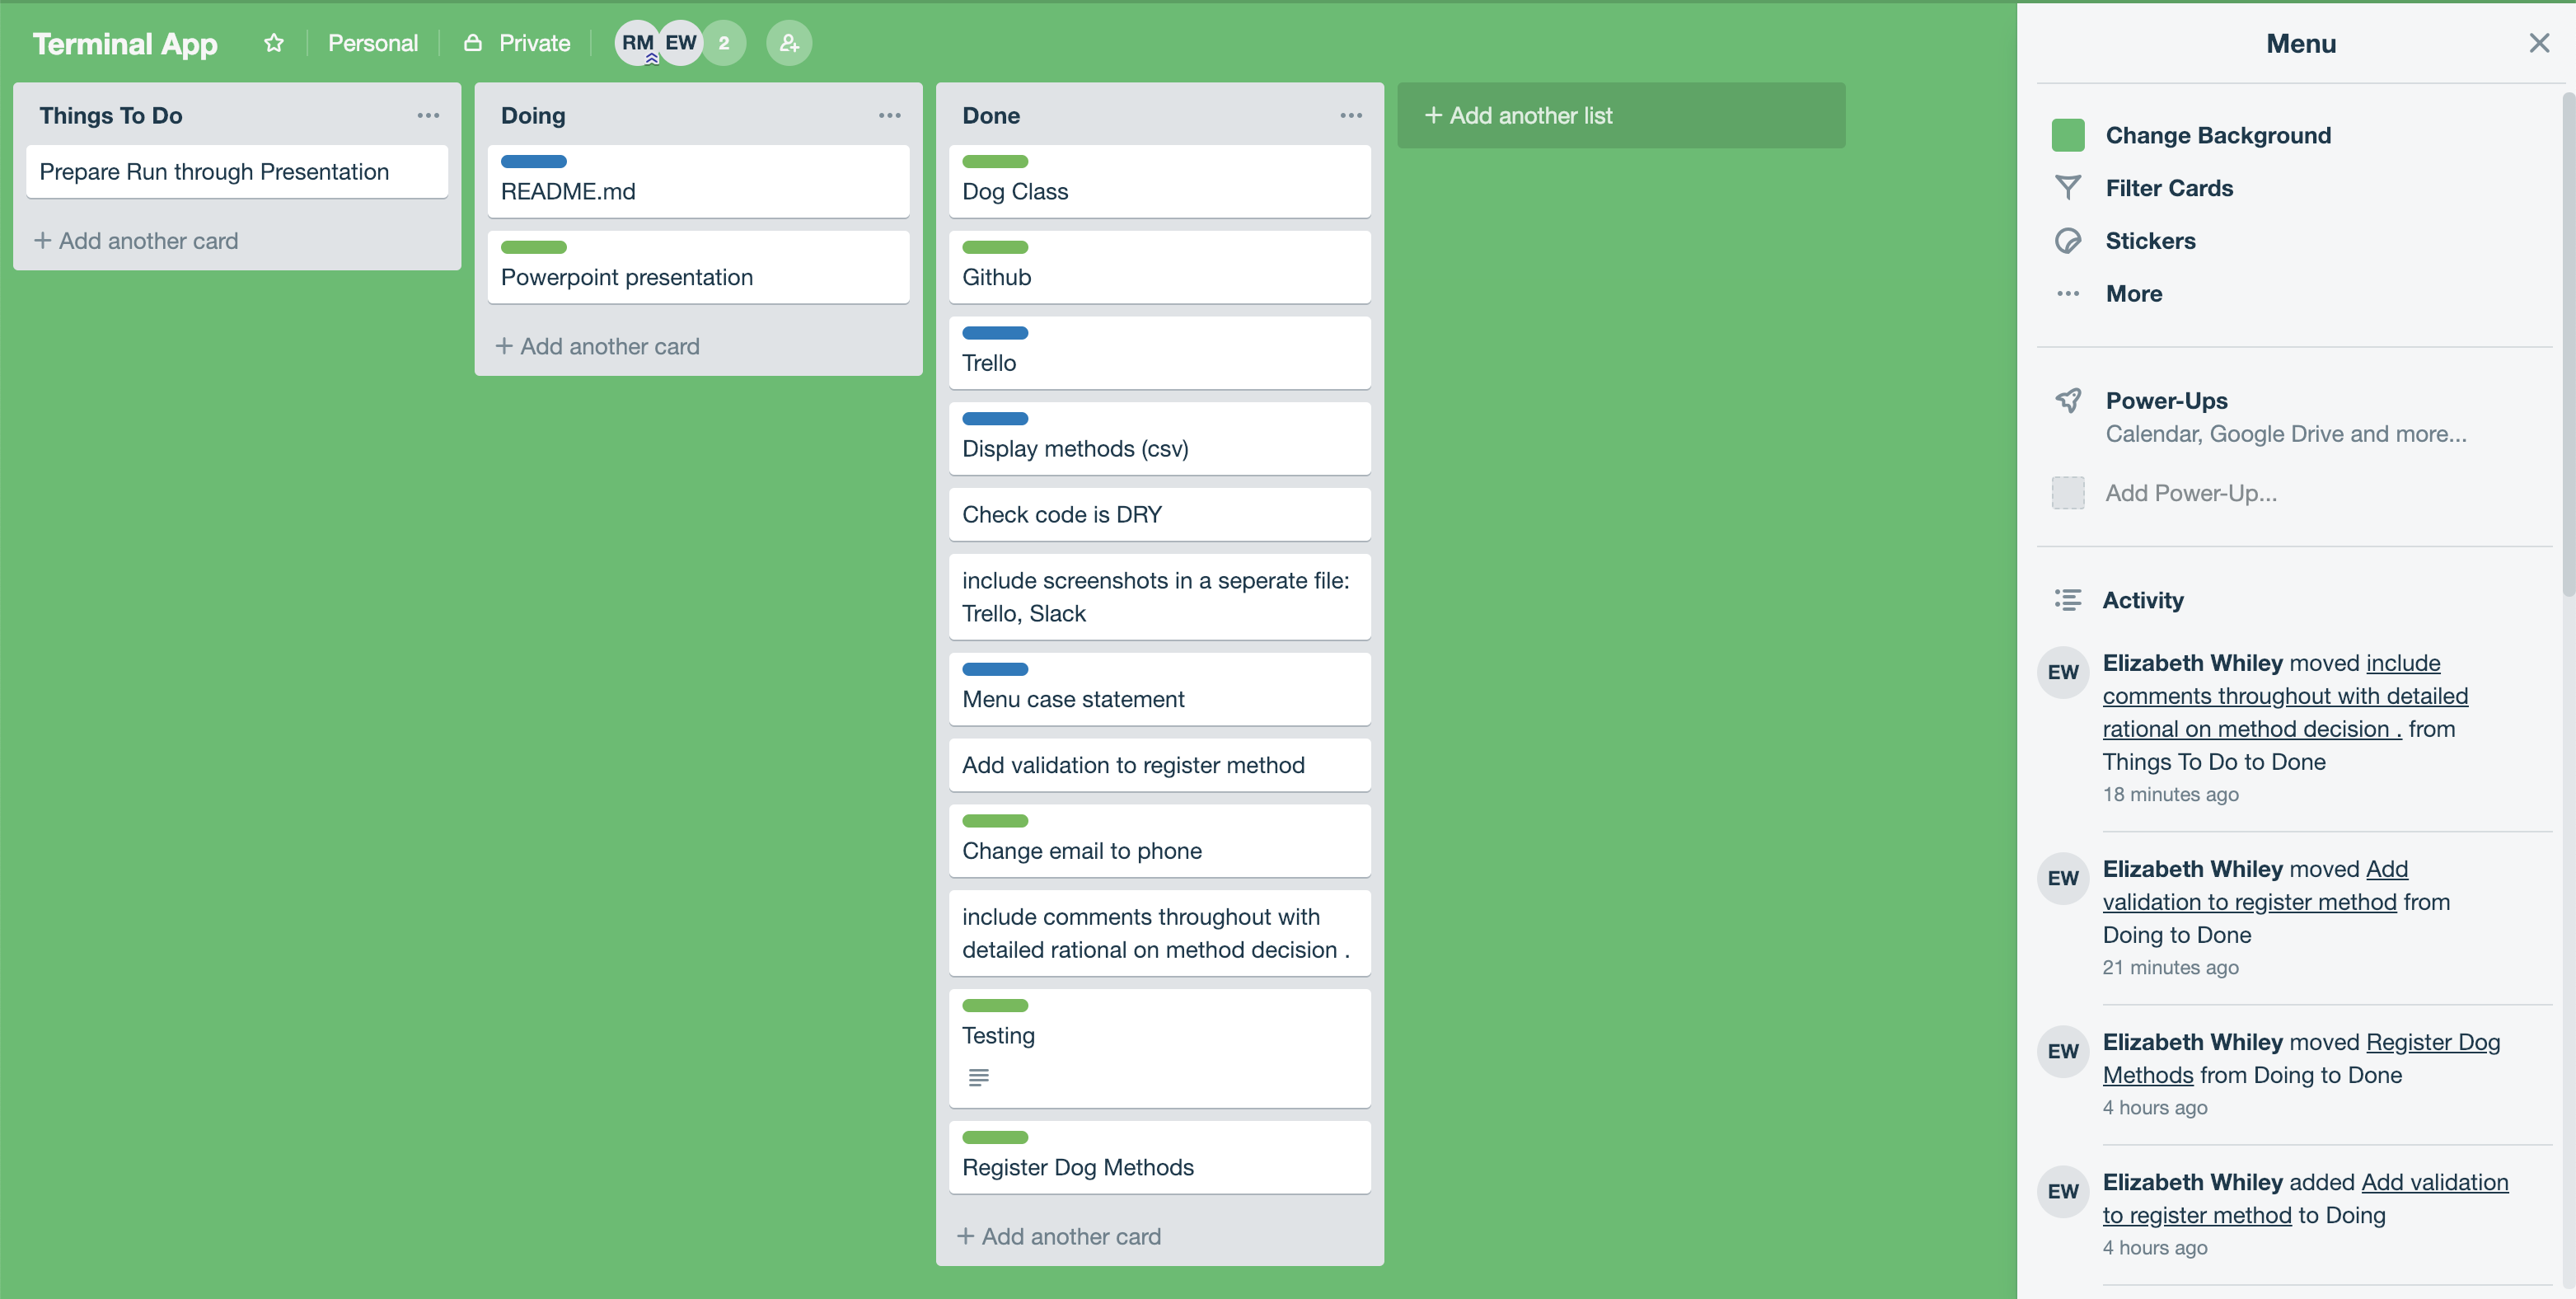 Terminal App
Personal
Private
RM
EW
2
Things To Do
Prepare Run through Presentation
+ Add another card
Doing
README.md
Powerpoint presentation
+ Add another card
Done
Dog Class
Github
Trello
Display methods (csv)
Check code is DRY
include screenshots in a seperate file:
Trello, Slack
Menu case statement
Add validation to register method
Change email to phone
include comments throughout with
detailed rational on method decision .
Testing
Register Dog Methods
+ Add another card
+ Add another list
Menu
Change Background
Filter Cards
Stickers
More
Power-Ups
Calendar, Google Drive and more...
Add Power-Up...
Activity
EW
Elizabeth Whiley moved include
comments throughout with detailed
rational on method decision . from
Things To Do to Done
18 minutes ago
EW
Elizabeth Whiley moved Add
validation to register method from
Doing to Done
21 minutes ago
EW
Elizabeth Whiley moved Register Dog
Methods from Doing to Done
4 hours ago
EW
Elizabeth Whiley added Add validation
to register method to Doing
4 hours ago